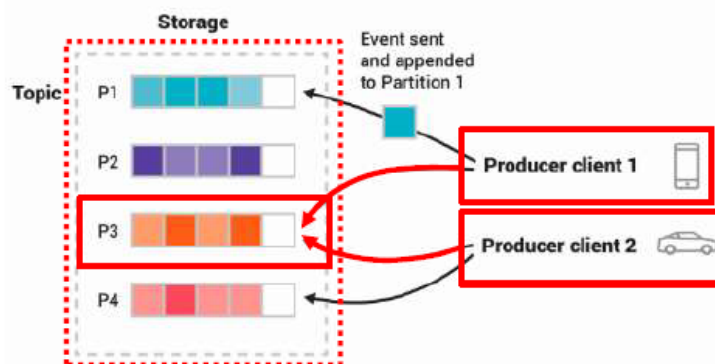 Storage
Topic
P1
P2
P3
P4
Event sent
and appended
to Partition 1
Producer client 1
Producer client 2